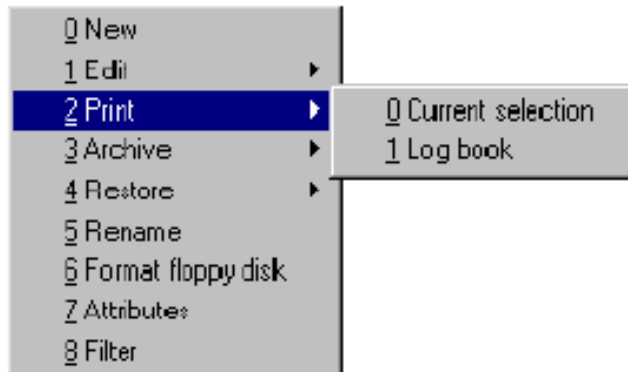 0 New
1 Edit
2 Print
0 Current selection
3 Archive
1 Log book
4 Restore
5 Rename
6 Format floppy disk
7 Attributes
8 Filter